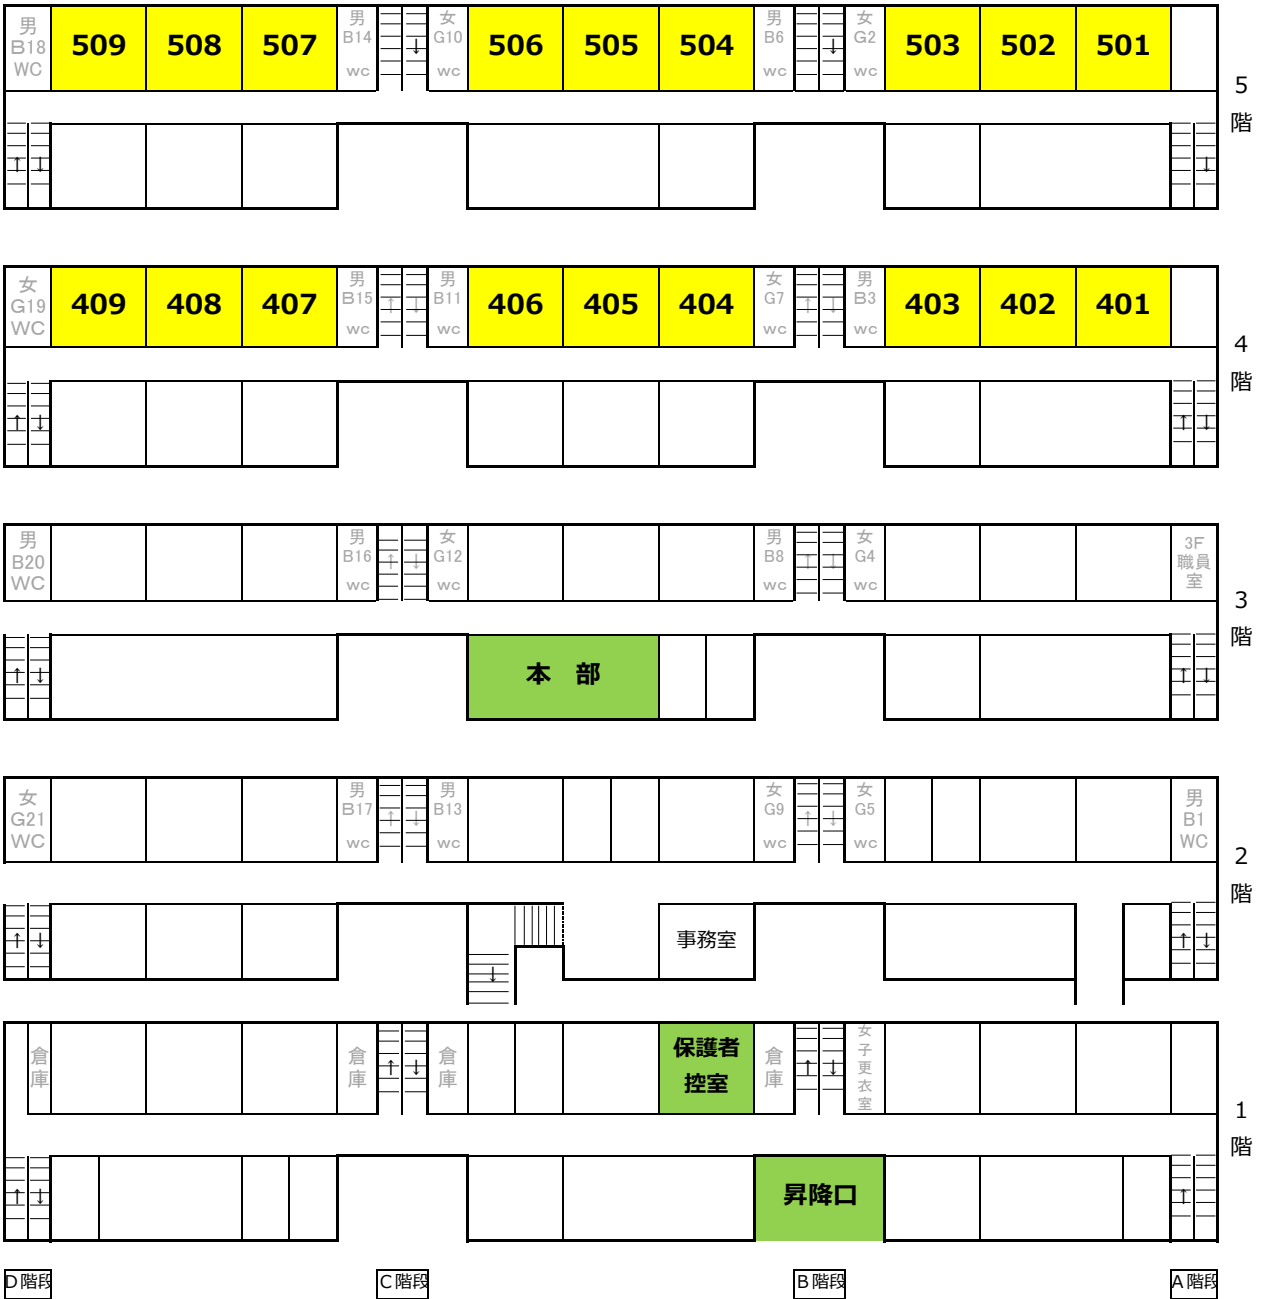 男
B18
WC
509
508
507
男
B14
wc
↓
女
G10
wc
506
505
504
男
B6
wc
↓
女
G2
wc
503
502
501
5
階
↑ ↓
↓
女
G19
WC
409
408
407
男
B15
wc
↑ ↓
男
B11
wc
406
405
404
女
G7
wc
↑ ↓
男
B3
wc
403
402
401
4
階
↑ ↓
↑ ↓
男
B20
WC
男
B16
wc
↑ ↓
女
G12
wc
男
B8
wc
↑ ↓
女
G4
wc
3F
職員
室
3
階
↑ ↓
本 部
↑ ↓
女
G21
WC
男
B17
wc
↑ ↓
男
B13
wc
女
G9
wc
↑ ↓
女
G5
wc
男
B1
WC
2
階
↑ ↓
↓
事務室
↑ ↓
倉
庫
倉
庫
↑ ↓
倉
庫
保護者
控室
倉
庫
↑ ↓
女
子
更
衣
室
1
階
↑ ↓
昇降口
↑
D階段
C階段
B階段
A階段